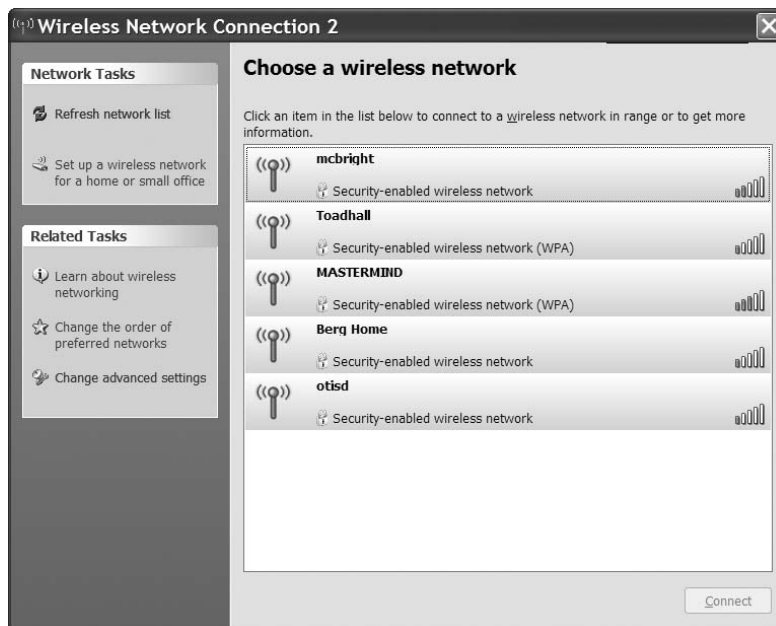 Wireless Network Connection 2
Network Tasks
Refresh network list
Set up a wireless network
for a home or small office
Related Tasks
Learn about wireless
networking
Change the order of
preferred networks
Change advanced settings
Choose a wireless network
Click an item in the list below to connect to a wireless network in range or to get more
information.
mcbright
Security-enabled wireless network
Toadhall
Security-enabled wireless network (WPA)
MASTERMIND
Security-enabled wireless network (WPA)
Berg Home
Security-enabled wireless network
otisd
Security-enabled wireless network
Connect